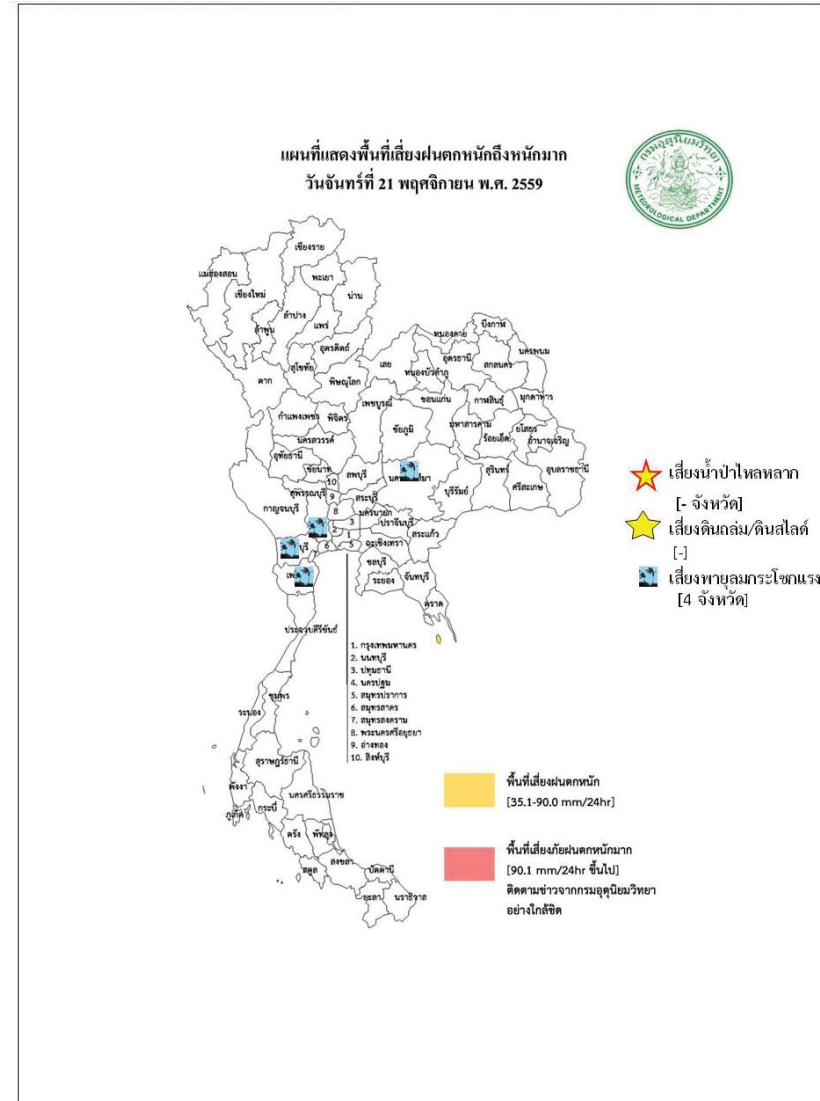 แผนที่แสดงพื้นที่เสี่ยงฝนตกหนักถึงหนักมาก
วันจันทร์ที่ 21 พฤศจิกายน พ.ศ. 2559
กรมอุตุนิยมวิทยา
METEOROLOGICAL DEPARTMENT
เชียงราย
แม่ฮ่องสอน
พะเยา
เชียงใหม่
น่าน
ลำปาง
ลำพูน
แพร่
บึงกาฬ
หนองคาย
อุตรดิตถ์
นครพนม
เลย
อุดรธานี
สกลนคร
สุโขทัย
หนองบัวลำภู
ตาก
พิษณุโลก
เพชรบูรณ์
ขอนแก่น
กาฬสินธุ์
มุกดาหาร
กำแพงเพชร
พิจิตร
ชัยภูมิ
มหาสารคาม
ร้อยเอ็ด
ยโสธร
อำนาจเจริญ
นครสวรรค์
อุทัยธานี
ชัยนาท
ลพบุรี
นคร สีมา
บุรีรัมย์
สุรินทร์
ศรีสะเกษ
อุบลราชธานี
10
สุพรรณบุรี
9
สระบุรี
กาญจนบุรี
8
นครนายก
3
ปราจีนบุรี
2
1
สระแก้ว
ฉะเชิงเทรา
6
5
บุรี
ชลบุรี
เพ
ระยอง
จันทบุรี
ตราด
ประจวบคีรีขันธ์
เสี่ยงน้ำป่าไหลหลาก
[- จังหวัด]
เสี่ยงดินถล่ม/ดินสไลด์
[-]
เสี่ยงพายุลมกระโชกแรง
[4 จังหวัด]
1. กรุงเทพมหานคร
2. นนทบุรี
3. ปทุมธานี
4. นครปฐม
5. สมุทรปราการ
6. สมุทรสาคร
7. สมุทรสงคราม
8. พระนครศรีอยุธยา
9. อ่างทอง
10. สิงห์บุรี
ชุมพร
ระนอง
สุราษฎร์ธานี
พังงา
นครศรีธรรมราช
ภูเก็ต
กระบี่
ตรัง
พัทลุง
สงขลา
สตูล
ปัตตานี
ยะลา
นราธิวาส
พื้นที่เสี่ยงฝนตกหนัก
[35.1-90.0 mm/24hr]
พื้นที่เสี่ยงภัยฝนตกหนักมาก
[90.1 mm/24hr ขึ้นไป]
ติดตามข่าวจากกรมอุตุนิยมวิทยา
อย่างใกล้ชิด